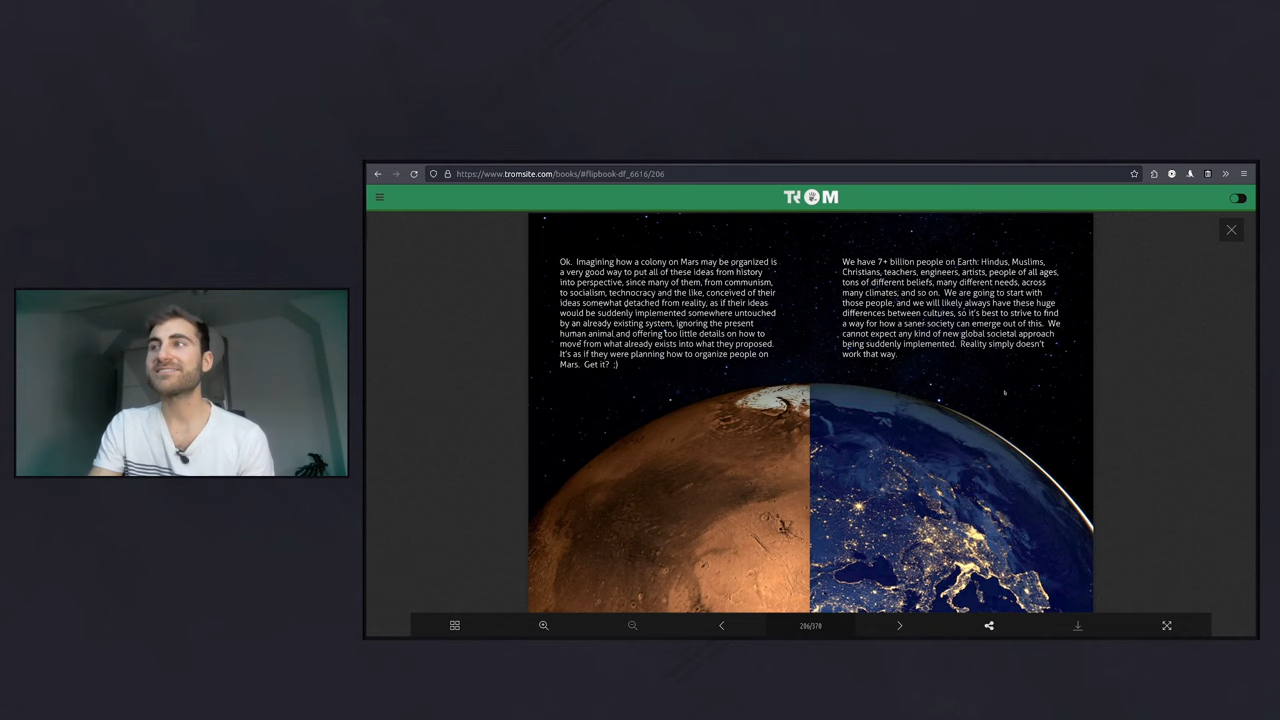 https://www.tromsite.com/books/#flipbook-df_6616/206
TROM
Ok. Imagining how a colony on Mars may be organized is
a very good way to put all of these ideas from history
into perspective, since many of them, from communism,
to socialism, technocracy and the like, conceived of their
ideas somewhat detached from reality, as if their ideas
would be suddenly implemented somewhere untouched
by an already existing system, ignoring the present
human animal and offering too little details on how to
move from what already exists into what they proposed.
It's as if they were planning how to organize people on
Mars. Get it? ;)
We have 7+ billion people on Earth: Hindus, Muslims,
Christians, teachers, engineers, artists, people of all ages,
tons of different beliefs, many different needs, across
many climates, and so on. We are going to start with
those people, and we will likely always have these huge
differences between cultures, so it's best to strive to find
a way for how a saner society can emerge out of this. We
cannot expect any kind of new global societal approach
being suddenly implemented. Reality simply doesn't
work that way.
206/370